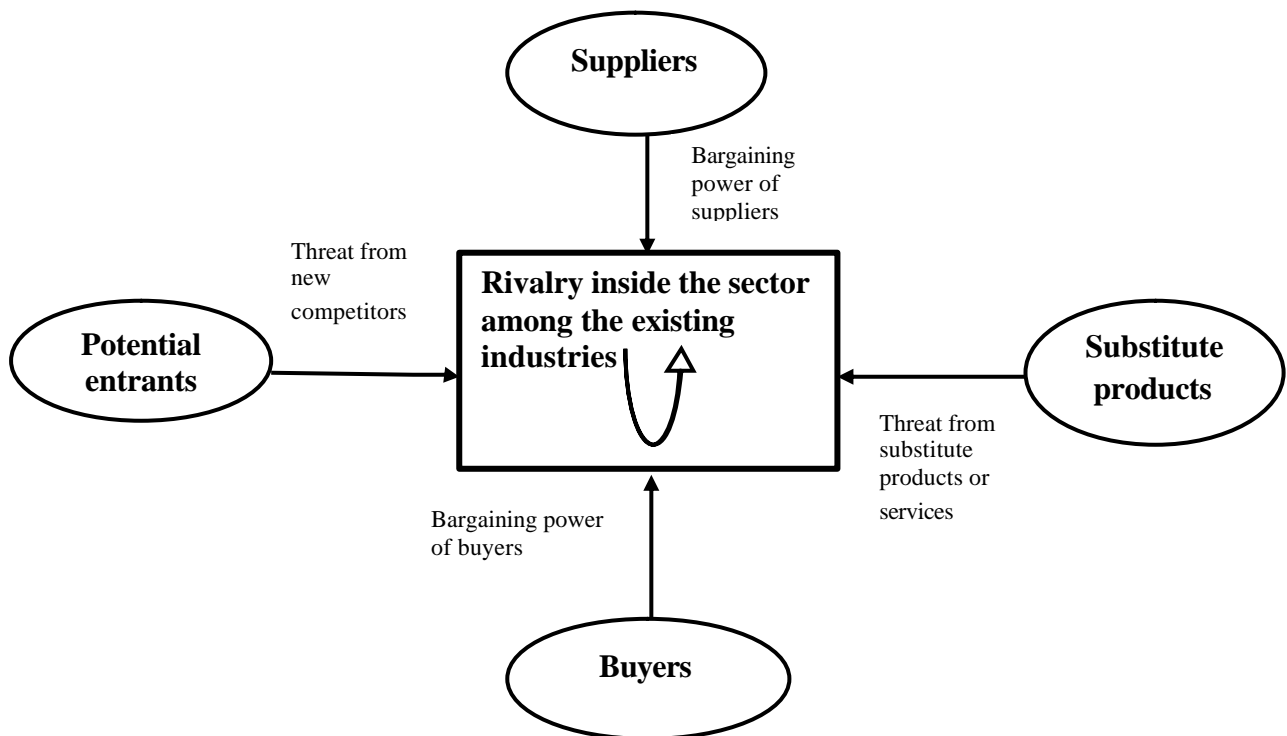 Suppliers
Bargaining
power of
suppliers
Threat from
new
competitors
Rivalry inside the sector
among the existing
industries
Potential
entrants
Substitute
products
Threat from
substitute
products or
services
Bargaining power
of buyers
Buyers